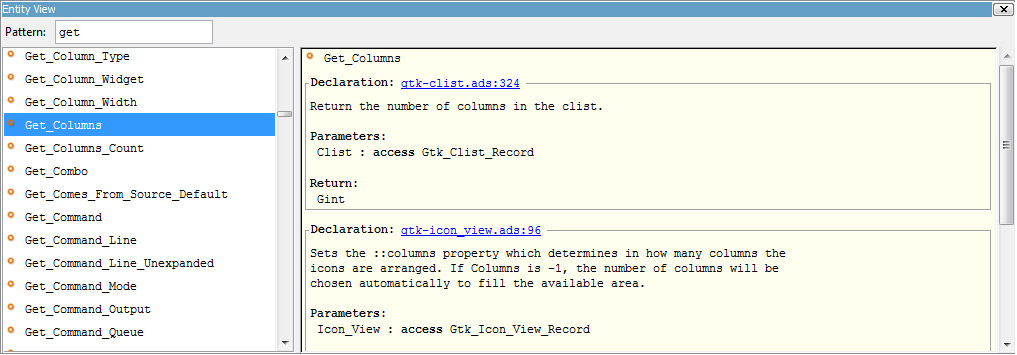 Entity View
Pattern: get
Get_Column_Type
Get_Column_Widget
Get_Column_Width
Get_Columns
Get_Columns_Count
Get_Combo
Get_Comes_From_Source_Default
Get_Command
Get_Command_Line
Get_Command_Line_Unexpanded
Get_Command_Mode
Get_Command_Output
Get_Command_Queue
Get_Columns
Declaration: gtk-clist.ads:324
Return the number of columns in the clist.
Parameters:
Clist : access Gtk_Clist_Record
Return:
Gint
Declaration: gtk-icon_view.ads:96
Sets the ::columns property which determines in how many columns the
icons are arranged. If Columns is -1, the number of columns will be
chosen automatically to fill the available area.
Parameters:
Icon_View : access Gtk_Icon_View_Record